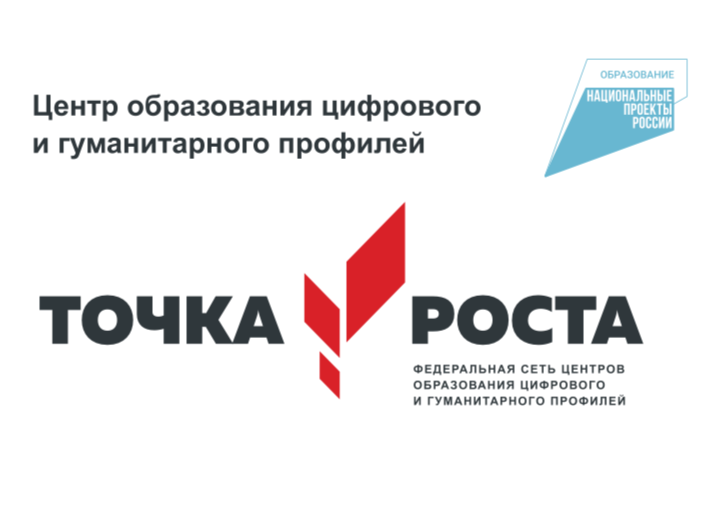 Центр образования цифрового
и гуманитарного профилей
ОБРАЗОВАНИЕ
НАЦИОНАЛЬНЫЕ
ПРОЕКТЫ
РОССИИ
ТОЧКА РОСТА
ФЕДЕРАЛЬНАЯ СЕТЬ ЦЕНТРОВ
ОБРАЗОВАНИЯ ЦИФРОВОГО
И ГУМАНИТАРНОГО ПРОФИЛЕЙ